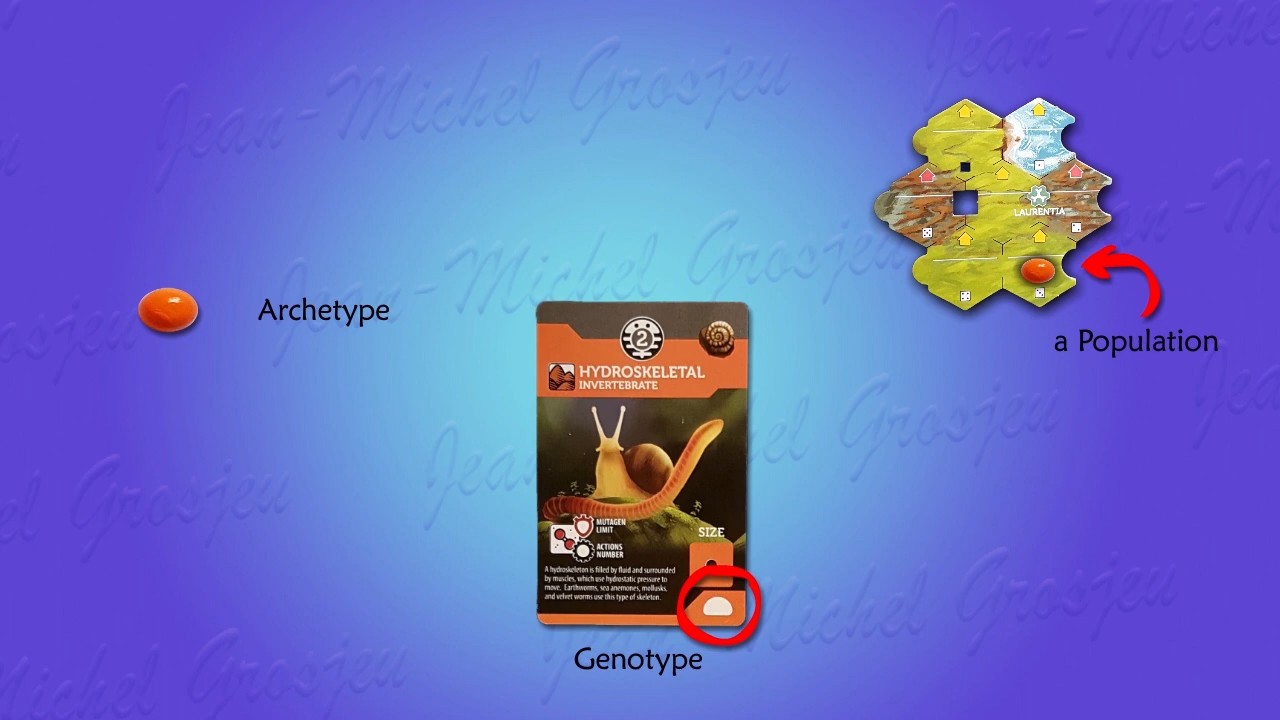 Jean-Michel Grosjeu
LAURENTIA
a Population
Archetype
2
HYDROSKELETAL
INVERTEBRATE
MUTAGEN
LIMIT
ACTIONS
NUMBER
SIZE
A hydroskeleton is filled by fluid and surrounded
by muscles, which use hydrostatic pressure to
move. Earthworms, sea anemones, mollusks,
and velvet worms use this type of skeleton.
Genotype